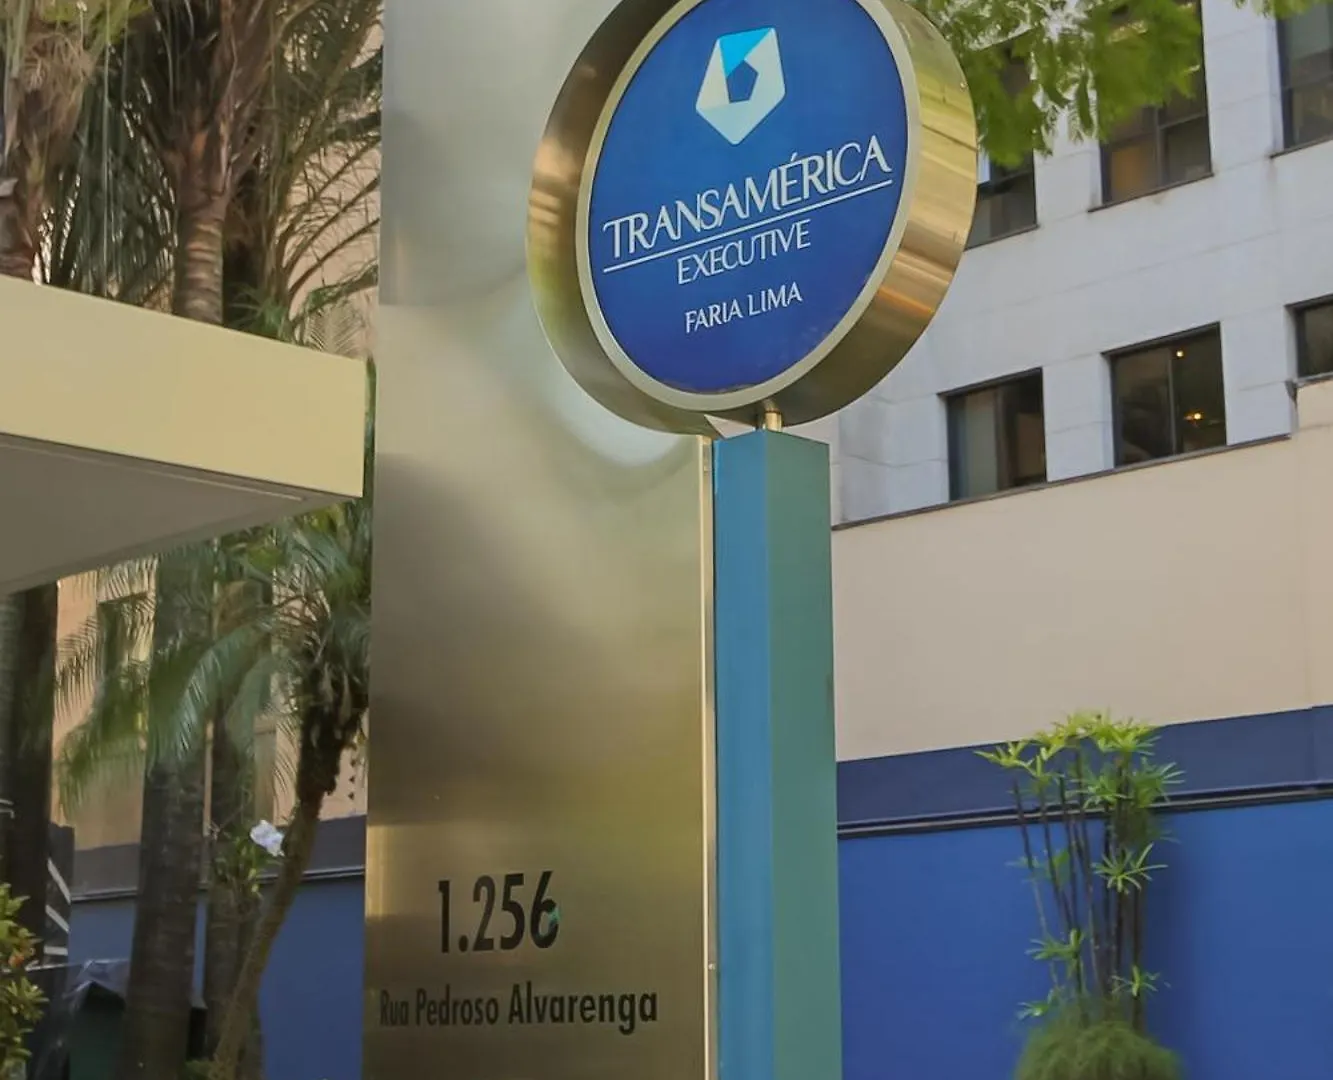 TRANSAMÉRICA
EXECUTIVE
FARIA LIMA
1.256
Rua Pedroso Alvarenga